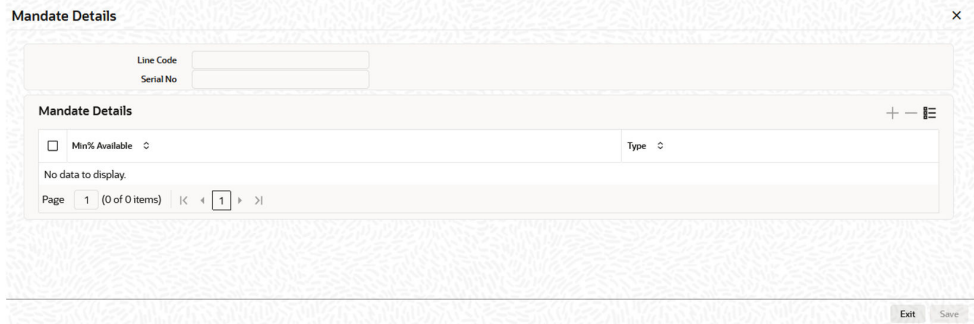 Mandate Details
Line Code
Serial No
Mandate Details
Min% Available Type
No data to display.
Page 1 (0 of 0 items) 1
Exit Save